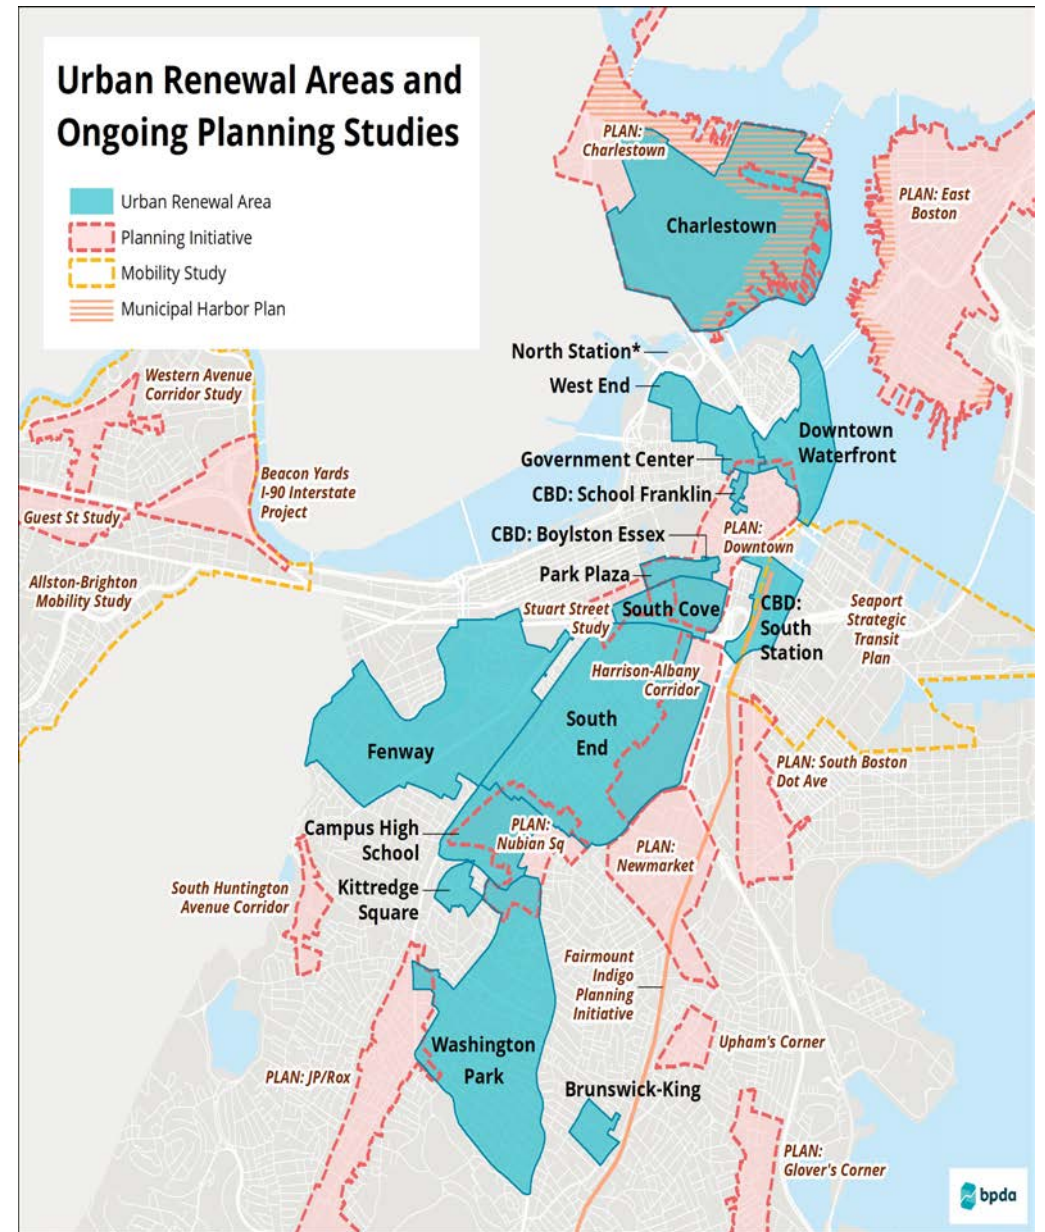 Urban Renewal Areas and
Ongoing Planning Studies
Urban Renewal Area
Planning Initiative
Mobility Study
Municipal Harbor Plan
PLAN:
Charlestown
Charlestown
PLAN: East
Boston
North Station*
West End
Western Avenue
Corridor Study
Downtown
Waterfront
Government Center
Beacon Yards
I-90 Interstate
Project
CBD: School Franklin
Guest St Study
PLAN:
Downtown
CBD: Boylston Essex
Park Plaza
Allston-Brighton
Mobility Study
Stuart Street
Study
South Cove
CBD:
South
Station
Seaport
Strategic
Transit
Plan
Harrison-Albany
Corridor
South
End
Fenway
PLAN: South Boston
Dot Ave
Campus High
School
PLAN:
Nubian Sq
PLAN:
Newmarket
Kittredge
Square
South Huntington
Avenue Corridor
Fairmount
Indigo
Planning
Initiative
Washington
Park
Upham's Corner
PLAN: JP/Rox
Brunswick-King
PLAN:
Glover's Corner
bpda